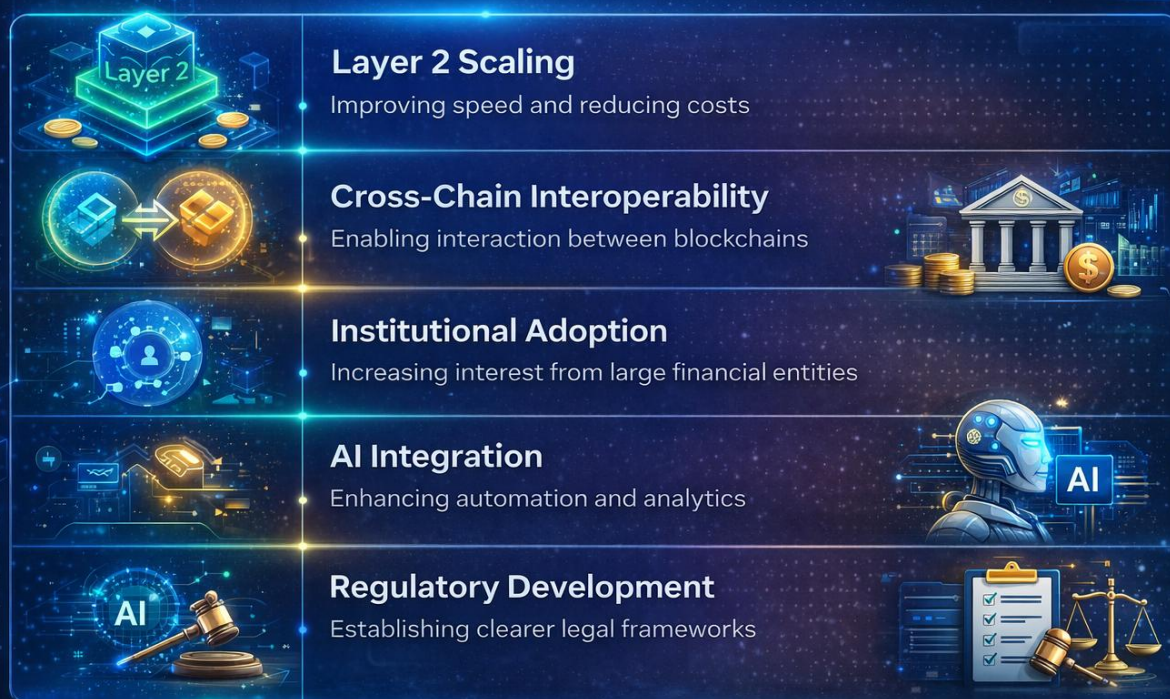 Layer 2
Layer 2 Scaling
Improving speed and reducing costs
Cross-Chain Interoperability
Enabling interaction between blockchains
$
$
Institutional Adoption
Increasing interest from large financial entities
AI Integration
Enhancing automation and analytics
AI
AI
Regulatory Development
Establishing clearer legal frameworks